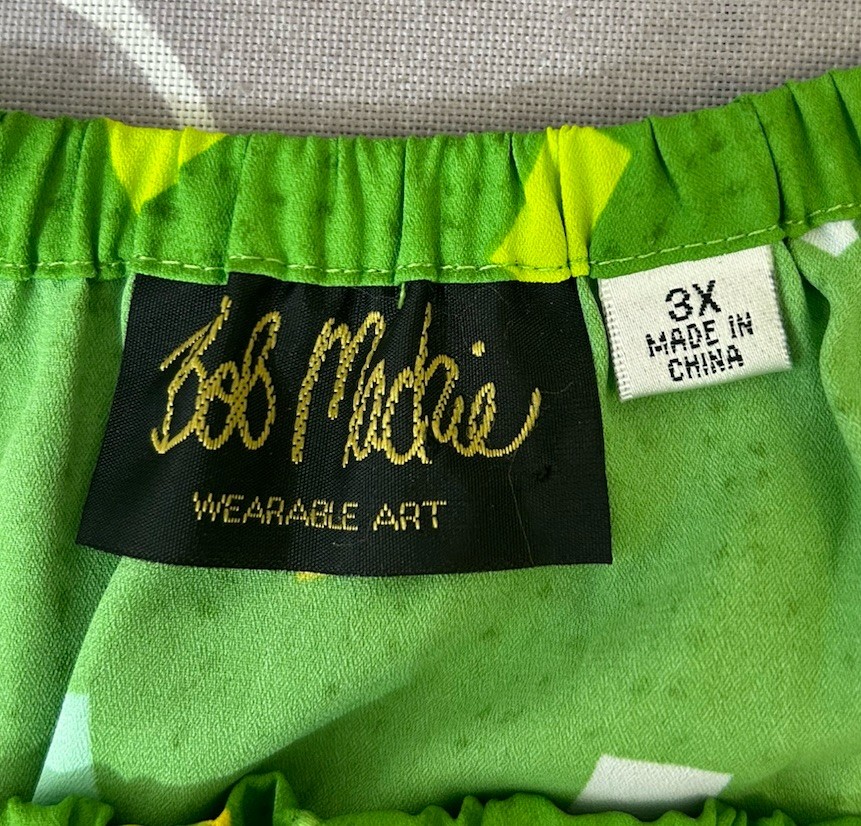 Bob Mackie
WEARABLE ART
3X
MADE IN
CHINA